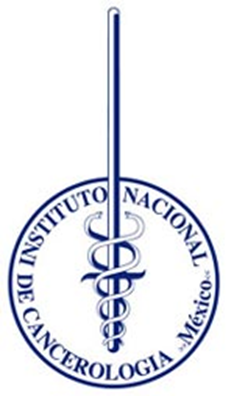 INSTITUTO NACIONAL
DE CANCEROLOGIA
»México«